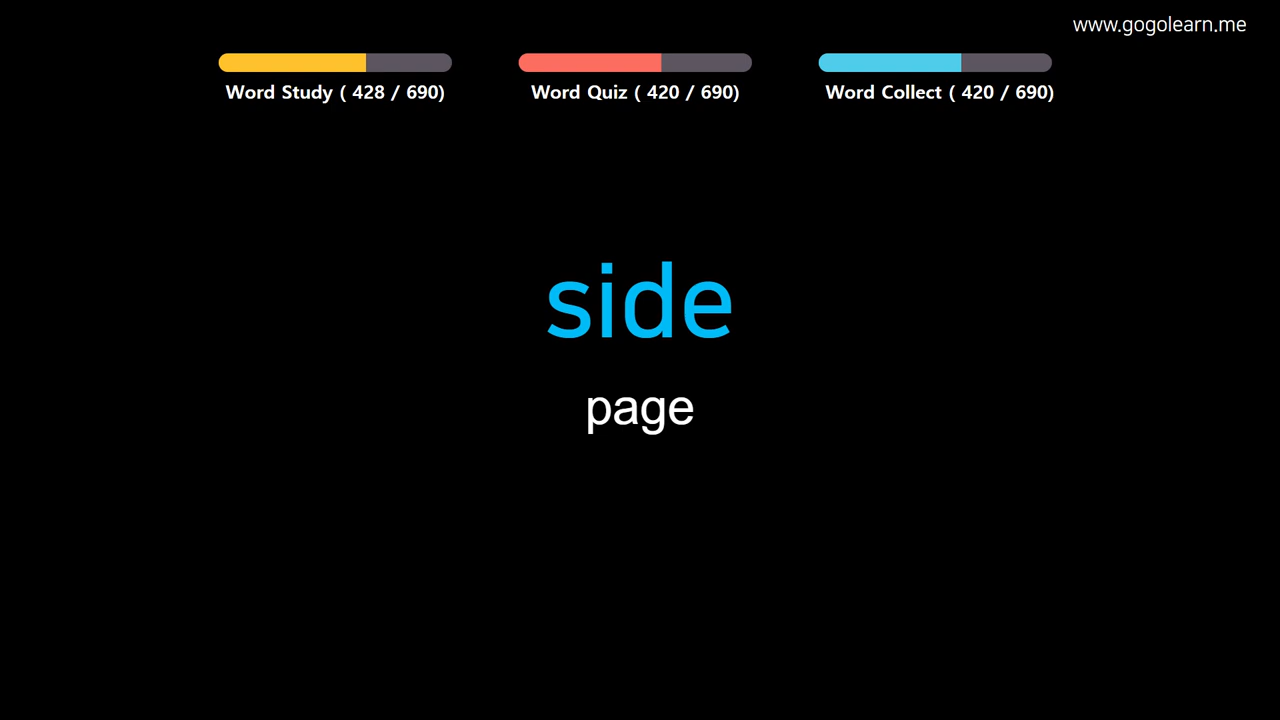 www.gogolearn.me
Word Study ( 428 / 690)
Word Quiz ( 420 / 690)
Word Collect ( 420 / 690)
side
page